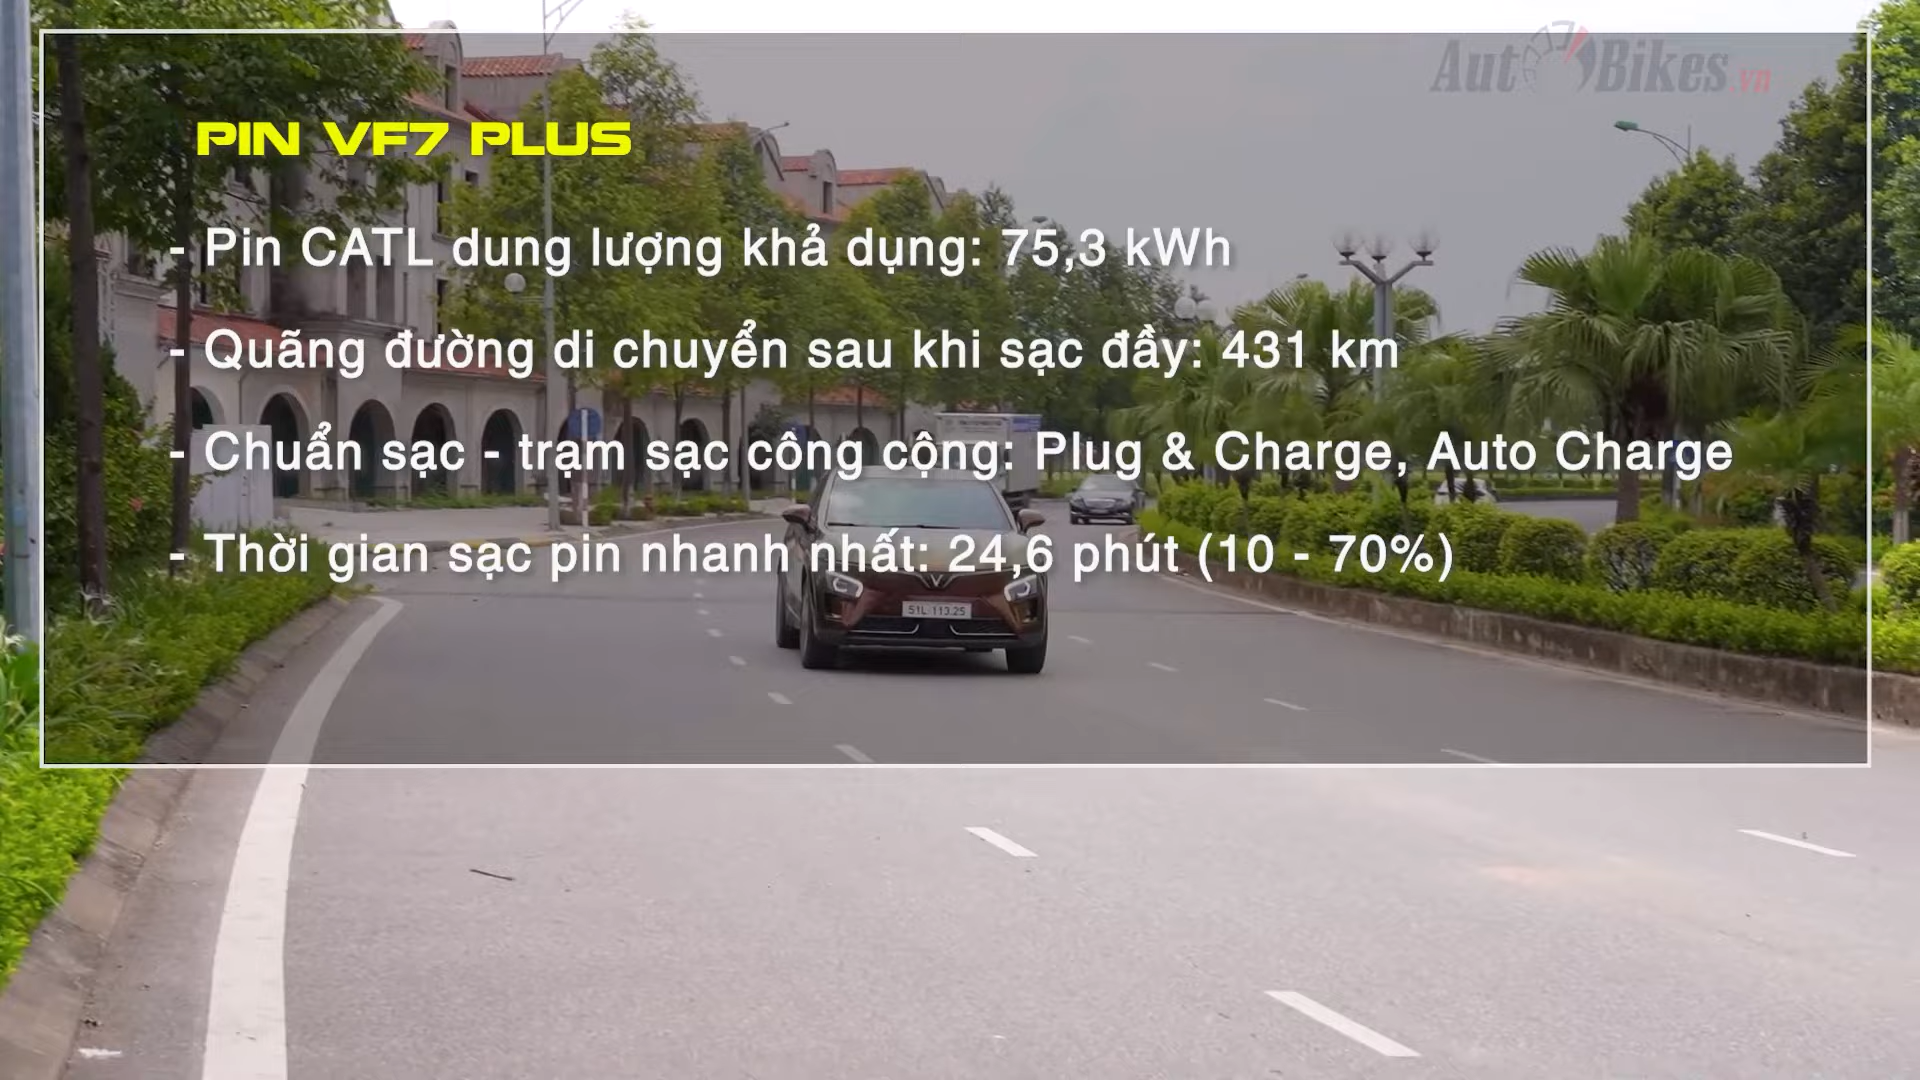 AutoBikes.vn
PIN VF7 PLUS
- Pin CATL dung lượng khả dụng: 75,3 kWh
- Quãng đường di chuyển sau khi sạc đầy: 431 km
- Chuẩn sạc - trạm sạc công cộng: Plug & Charge, Auto Charge
- Thời gian sạc pin nhanh nhất: 24,6 phút (10 - 70%)
51L-113.25